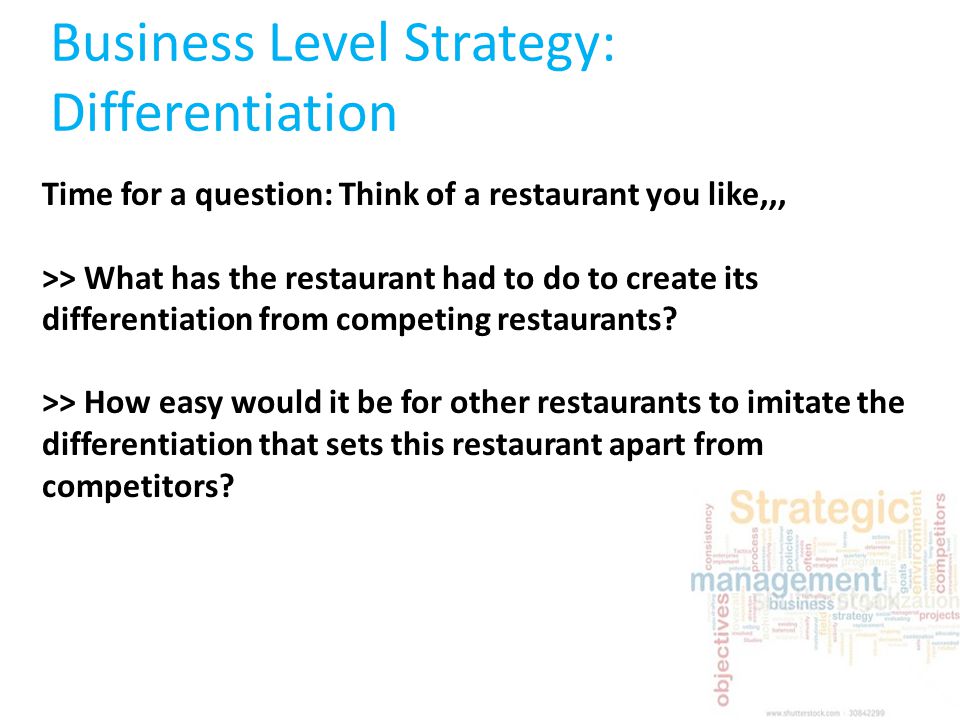 Business Level Strategy:
Differentiation
Time for a question: Think of a restaurant you like,,,
>> What has the restaurant had to do to create its
differentiation from competing restaurants?
>> How easy would it be for other restaurants to imitate the
differentiation that sets this restaurant apart from
competitors?
Strategic
management
business
strategy
objectives
consistency
process
policies
often
programs
environment
goals
competitors
projects
organization
www.shutterstock.com · 30842299